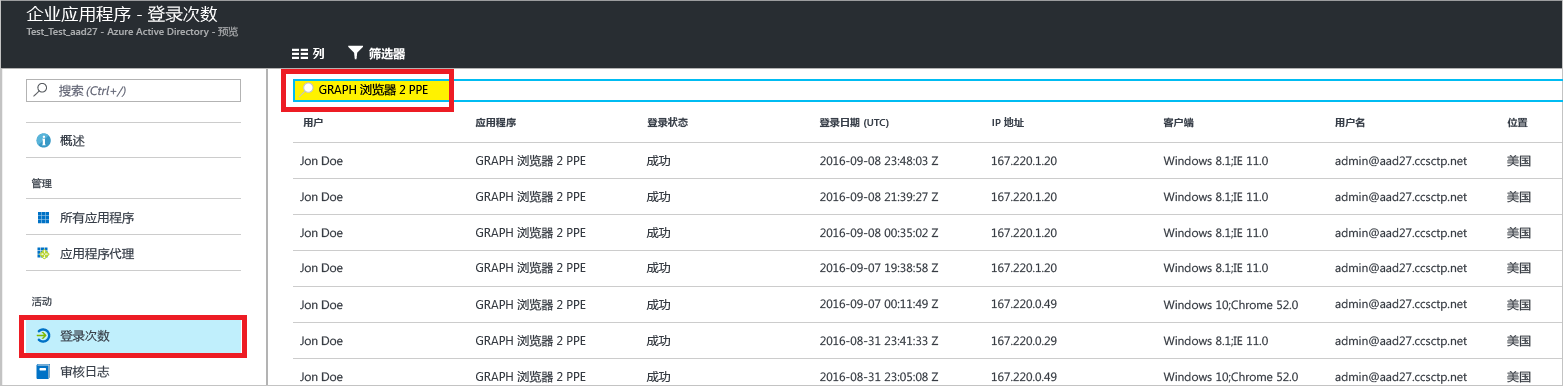 企业应用程序 - 登录次数
Test_Test_aad27 - Azure Active Directory - 预览
列 筛选器
搜索 (Ctrl+/)
概述
管理
所有应用程序
应用程序代理
活动
登录次数
审核日志
GRAPH 浏览器 2 PPE
用户 应用程序 登录状态 登录日期 (UTC) IP 地址 客户端 用户名 位置
Jon Doe GRAPH 浏览器 2 PPE 成功 2016-09-08 23:48:03 Z 167.220.1.20 Windows 8.1;IE 11.0 admin@aad27.ccsctp.net 美国
Jon Doe GRAPH 浏览器 2 PPE 成功 2016-09-08 21:39:27 Z 167.220.1.20 Windows 8.1;IE 11.0 admin@aad27.ccsctp.net 美国
Jon Doe GRAPH 浏览器 2 PPE 成功 2016-09-08 00:35:02 Z 167.220.1.20 Windows 8.1;IE 11.0 admin@aad27.ccsctp.net 美国
Jon Doe GRAPH 浏览器 2 PPE 成功 2016-09-07 19:38:58 Z 167.220.1.20 Windows 8.1;IE 11.0 admin@aad27.ccsctp.net 美国
Jon Doe GRAPH 浏览器 2 PPE 成功 2016-09-07 00:11:49 Z 167.220.0.49 Windows 10;Chrome 52.0 admin@aad27.ccsctp.net 美国
Jon Doe GRAPH 浏览器 2 PPE 成功 2016-08-31 23:41:33 Z 167.220.0.29 Windows 8.1;IE 11.0 admin@aad27.ccsctp.net 美国
Jon Doe GRAPH 浏览器 2 PPE 成功 2016-08-31 23:05:08 Z 167.220.0.49 Windows 10;Chrome 52.0 admin@aad27.ccsctp.net 美国